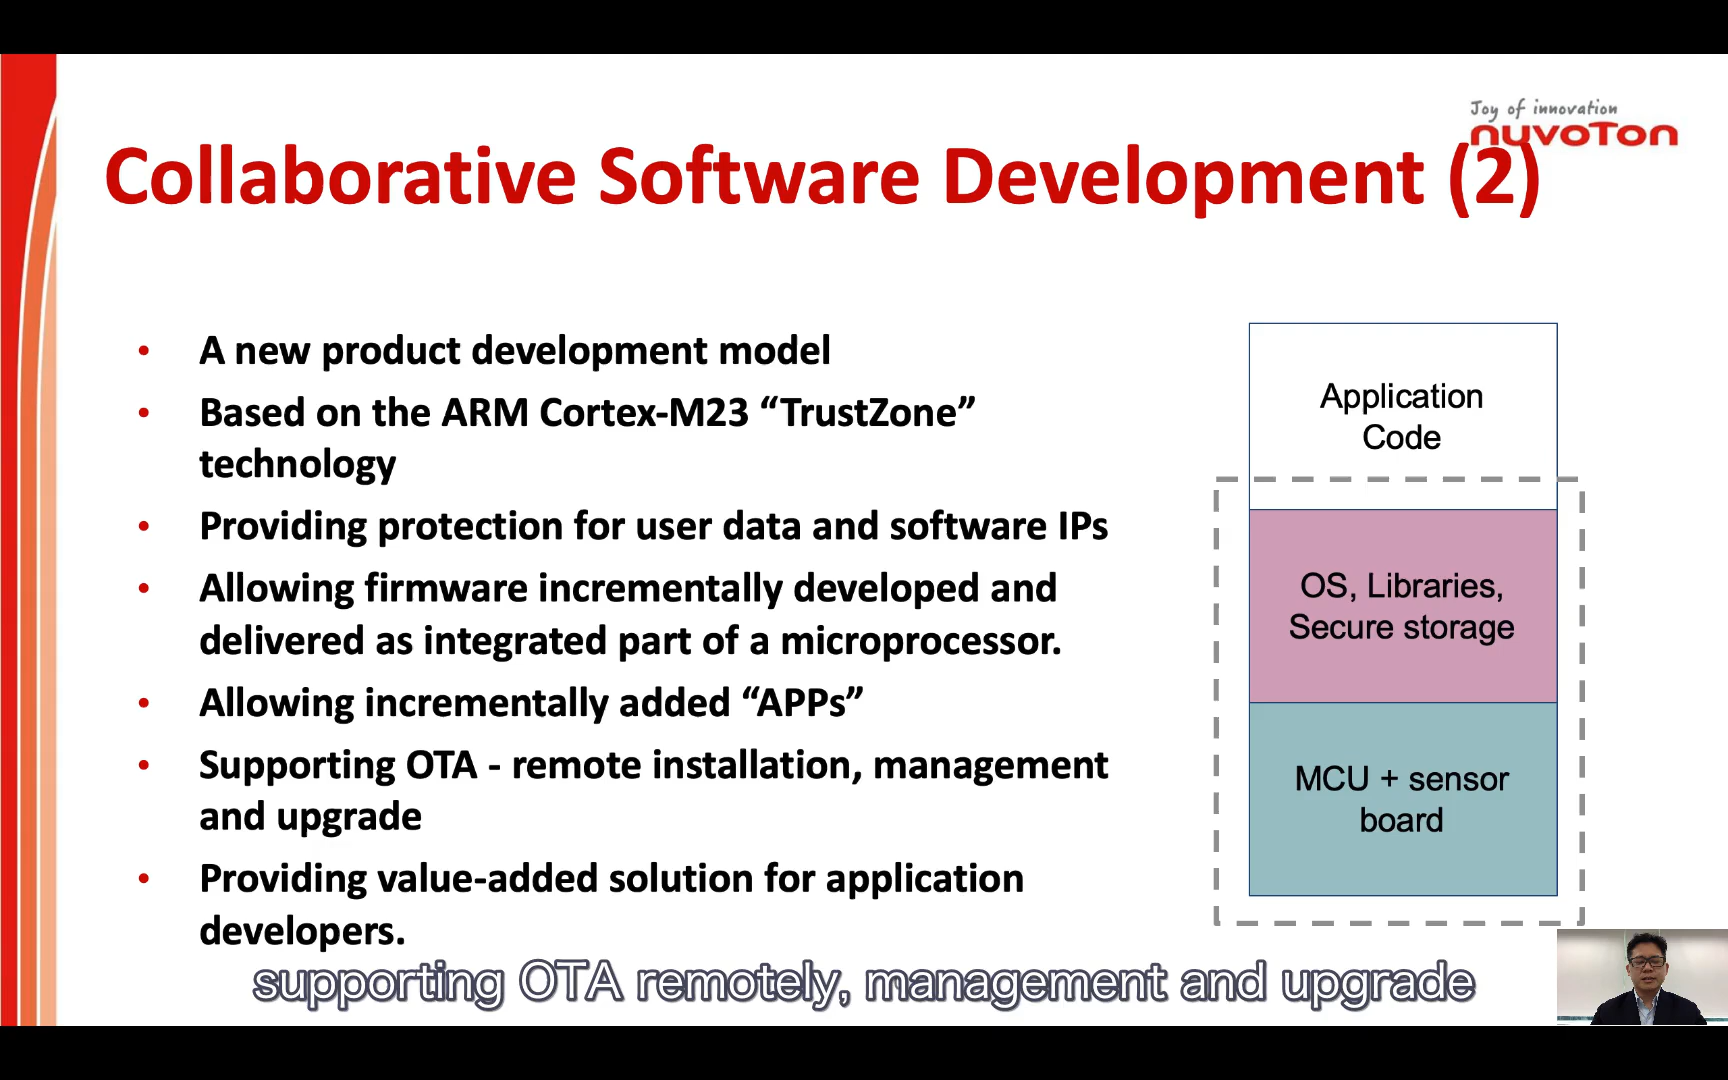 Joy of innovation
nuvoTon
Collaborative Software Development (2)
• A new product development model
• Based on the ARM Cortex-M23 “TrustZone”
technology
• Providing protection for user data and software IPs
• Allowing firmware incrementally developed and
delivered as integrated part of a microprocessor.
• Allowing incrementally added “APPs”
• Supporting OTA - remote installation, management
and upgrade
• Providing value-added solution for application
developers.
Application
Code
OS, Libraries,
Secure storage
MCU + sensor
board
supporting OTA remotely, management and upgrade